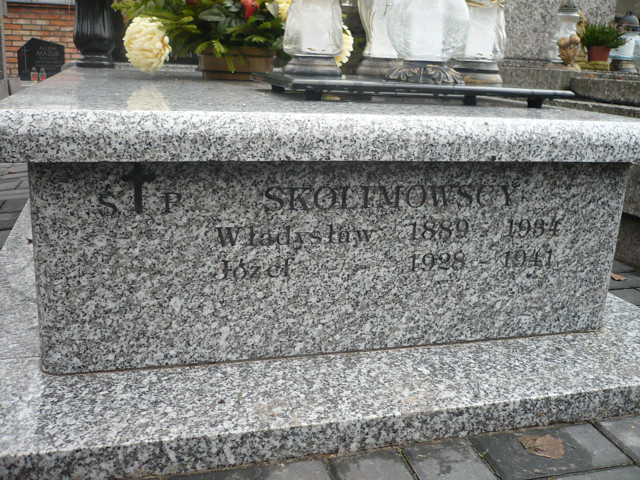 S P SKOLIMOWSCY
Władysław 1889 - 1934
Józef - 1928 - 1941